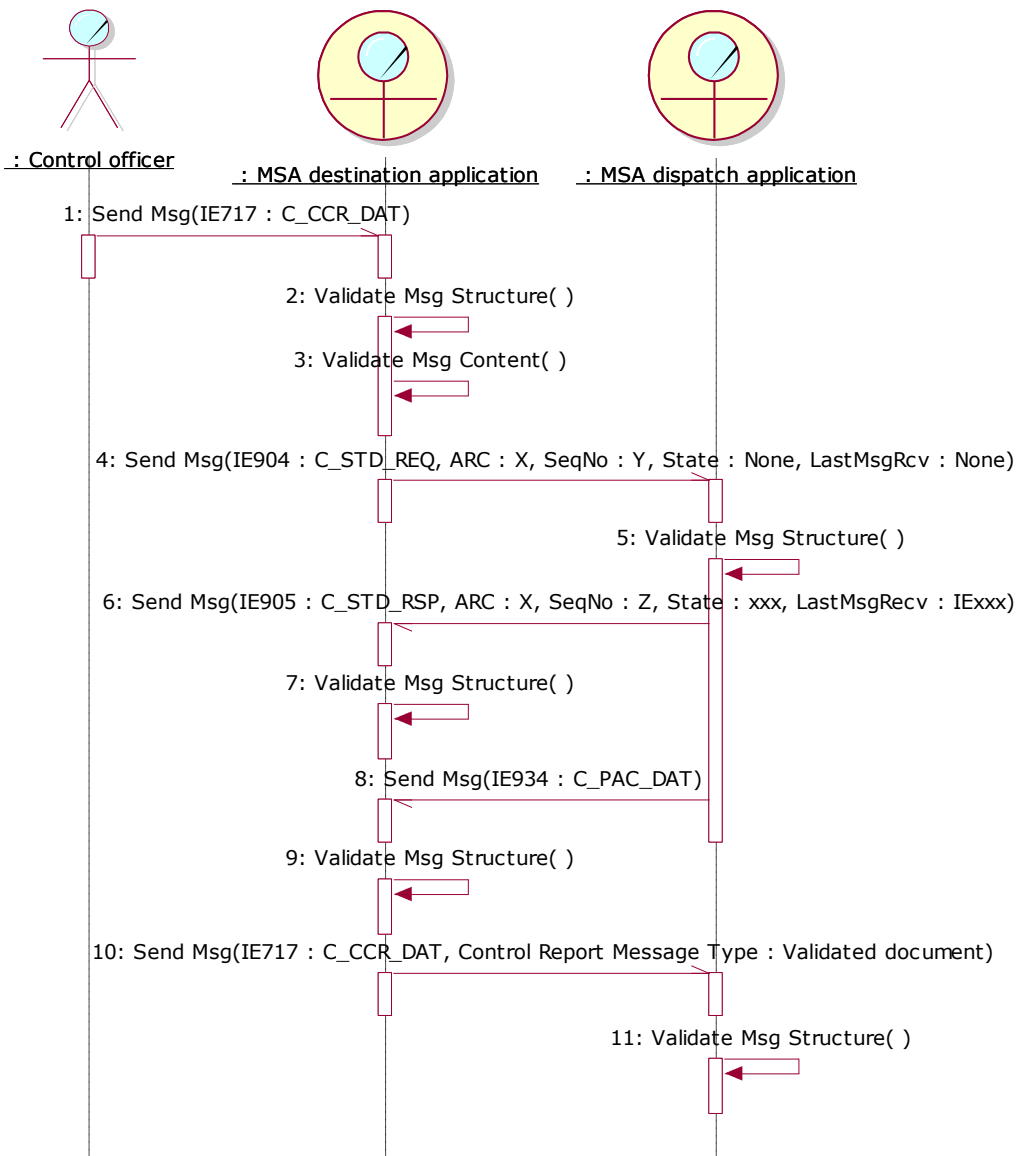 : Control officer
: MSA destination application
: MSA dispatch application
1: Send Msg(IE717 : C_CCR_DAT)
2: Validate Msg Structure( )
3: Validate Msg Content( )
4: Send Msg(IE904 : C_STD_REQ, ARC : X, SeqNo : Y, State : None, LastMsgRcv : None)
5: Validate Msg Structure( )
6: Send Msg(IE905 : C_STD_RSP, ARC : X, SeqNo : Z, State : xxx, LastMsgRecv : IExxx)
7: Validate Msg Structure( )
8: Send Msg(IE934 : C_PAC_DAT)
9: Validate Msg Structure( )
10: Send Msg(IE717 : C_CCR_DAT, Control Report Message Type : Validated document)
11: Validate Msg Structure( )